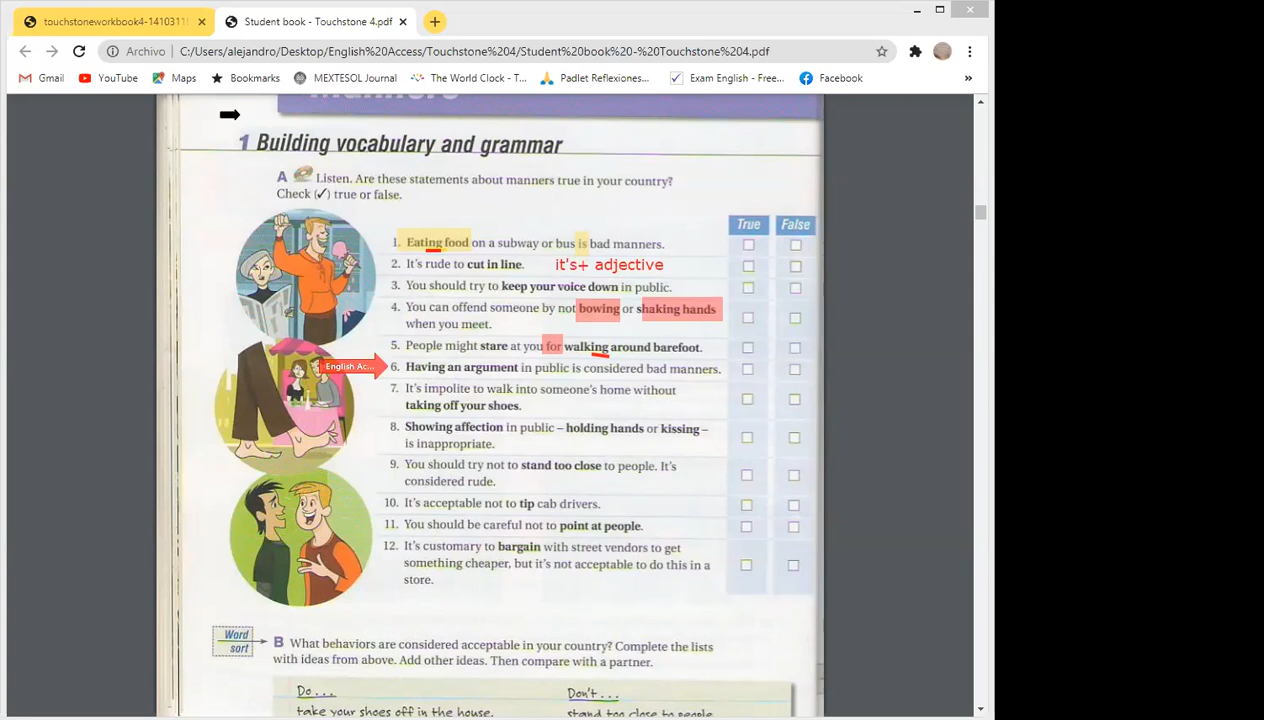 touchstoneworkbook4-1410311
Student book - Touchstone 4.pdf
Archivo
C:/Users/alejandro/Desktop/English%20Access/Touchstone%204/Student%20book%20-%20Touchstone%204.pdf
Gmail YouTube Maps Bookmarks MEXTESOL Journal The World Clock - T... Padlet Reflexiones... Exam English - Free... Facebook »
Manners
1 Building vocabulary and grammar
A Listen. Are these statements about manners true in your country?
Check (✓) true or false.
True False
1. Eating food on a subway or bus is bad manners.
2. It's rude to cut in line.
it's+ adjective
3. You should try to keep your voice down in public.
4. You can offend someone by not bowing or shaking hands
when you meet.
5. People might stare at you for walking around barefoot.
English Ac...
6. Having an argument in public is considered bad manners.
7. It's impolite to walk into someone's home without
taking off your shoes.
8. Showing affection in public – holding hands or kissing –
is inappropriate.
9. You should try not to stand too close to people. It's
considered rude.
10. It's acceptable not to tip cab drivers.
11. You should be careful not to point at people.
12. It's customary to bargain with street vendors to get
something cheaper, but it's not acceptable to do this in a
store.
Word
sort
B What behaviors are considered acceptable in your country? Complete the lists
with ideas from above. Add other ideas. Then compare with a partner.
Do ... Don't ...
take your shoes off in the house. stand too close to people